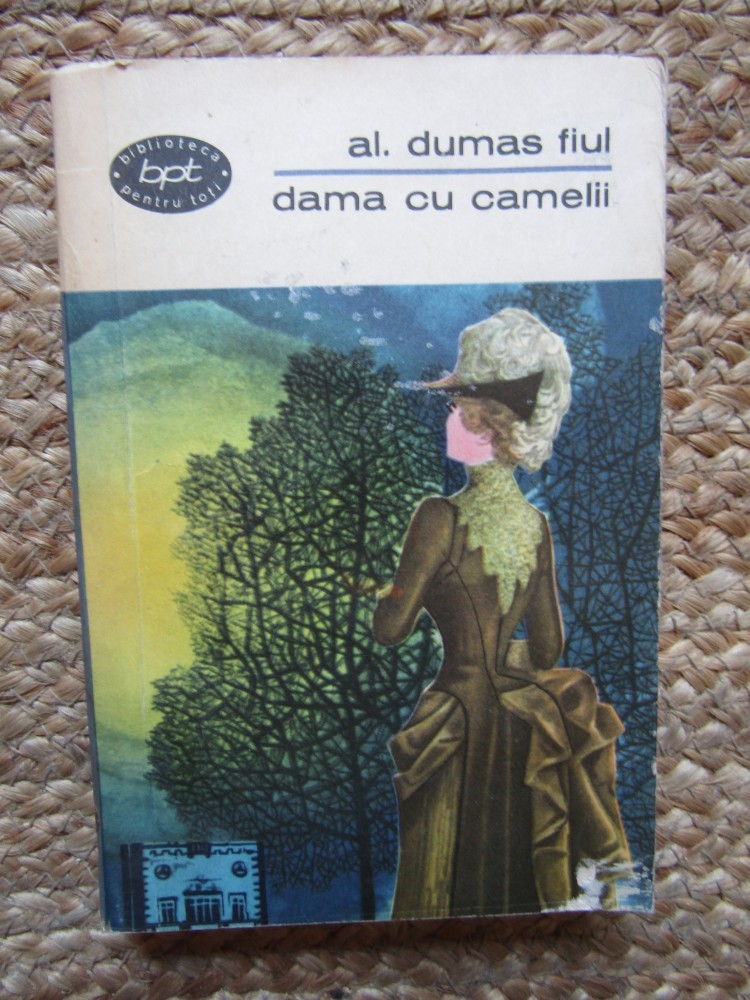 biblioteca
bpt
pentru toți
al. dumas fiul
dama cu camelii